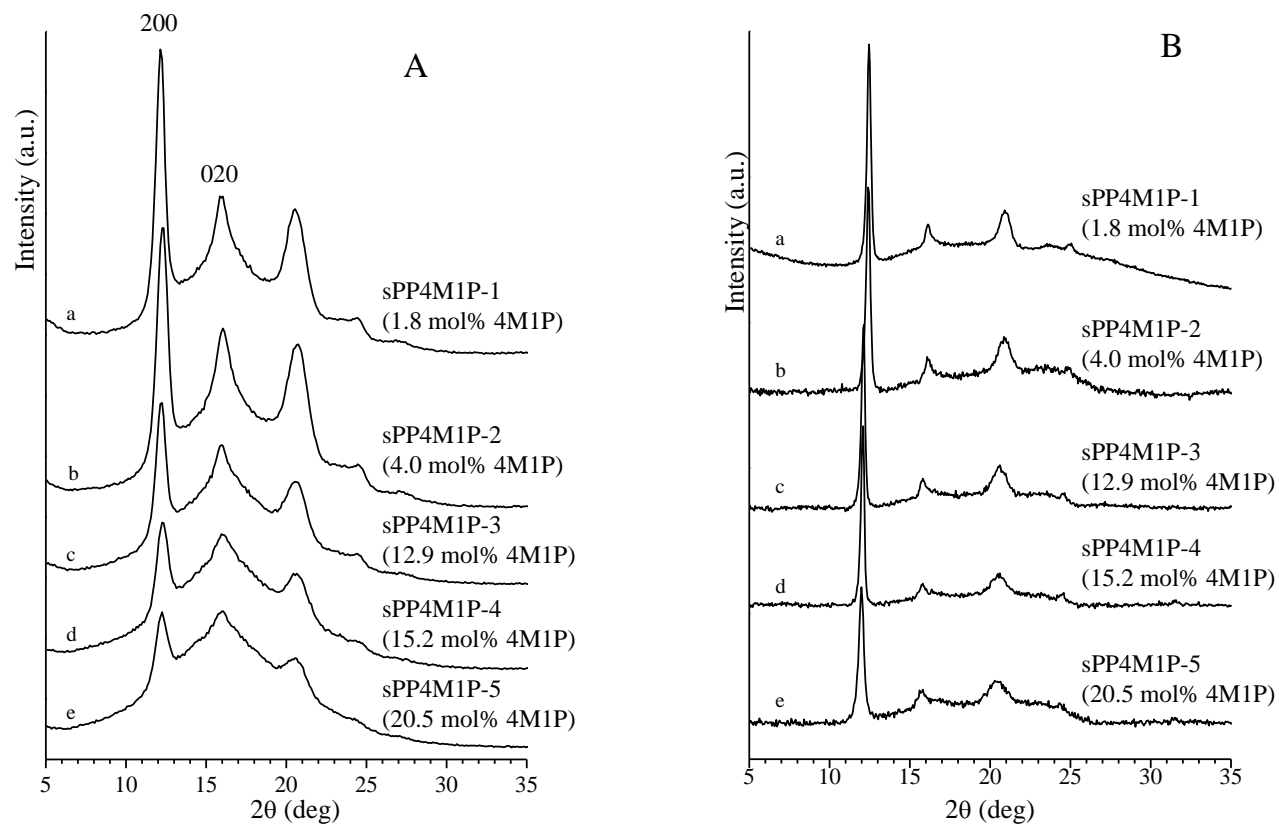 200
A
020
Intensity (a.u.)
a
sPP4M1P-1
(1.8 mol% 4M1P)
b
sPP4M1P-2
(4.0 mol% 4M1P)
c
sPP4M1P-3
(12.9 mol% 4M1P)
d
sPP4M1P-4
(15.2 mol% 4M1P)
e
sPP4M1P-5
(20.5 mol% 4M1P)
5 10 15 20 25 30 35
2θ (deg)
B
Intensity (a.u.)
a
sPP4M1P-1
(1.8 mol% 4M1P)
b
sPP4M1P-2
(4.0 mol% 4M1P)
c
sPP4M1P-3
(12.9 mol% 4M1P)
d
sPP4M1P-4
(15.2 mol% 4M1P)
e
sPP4M1P-5
(20.5 mol% 4M1P)
5 10 15 20 25 30 35
2θ (deg)